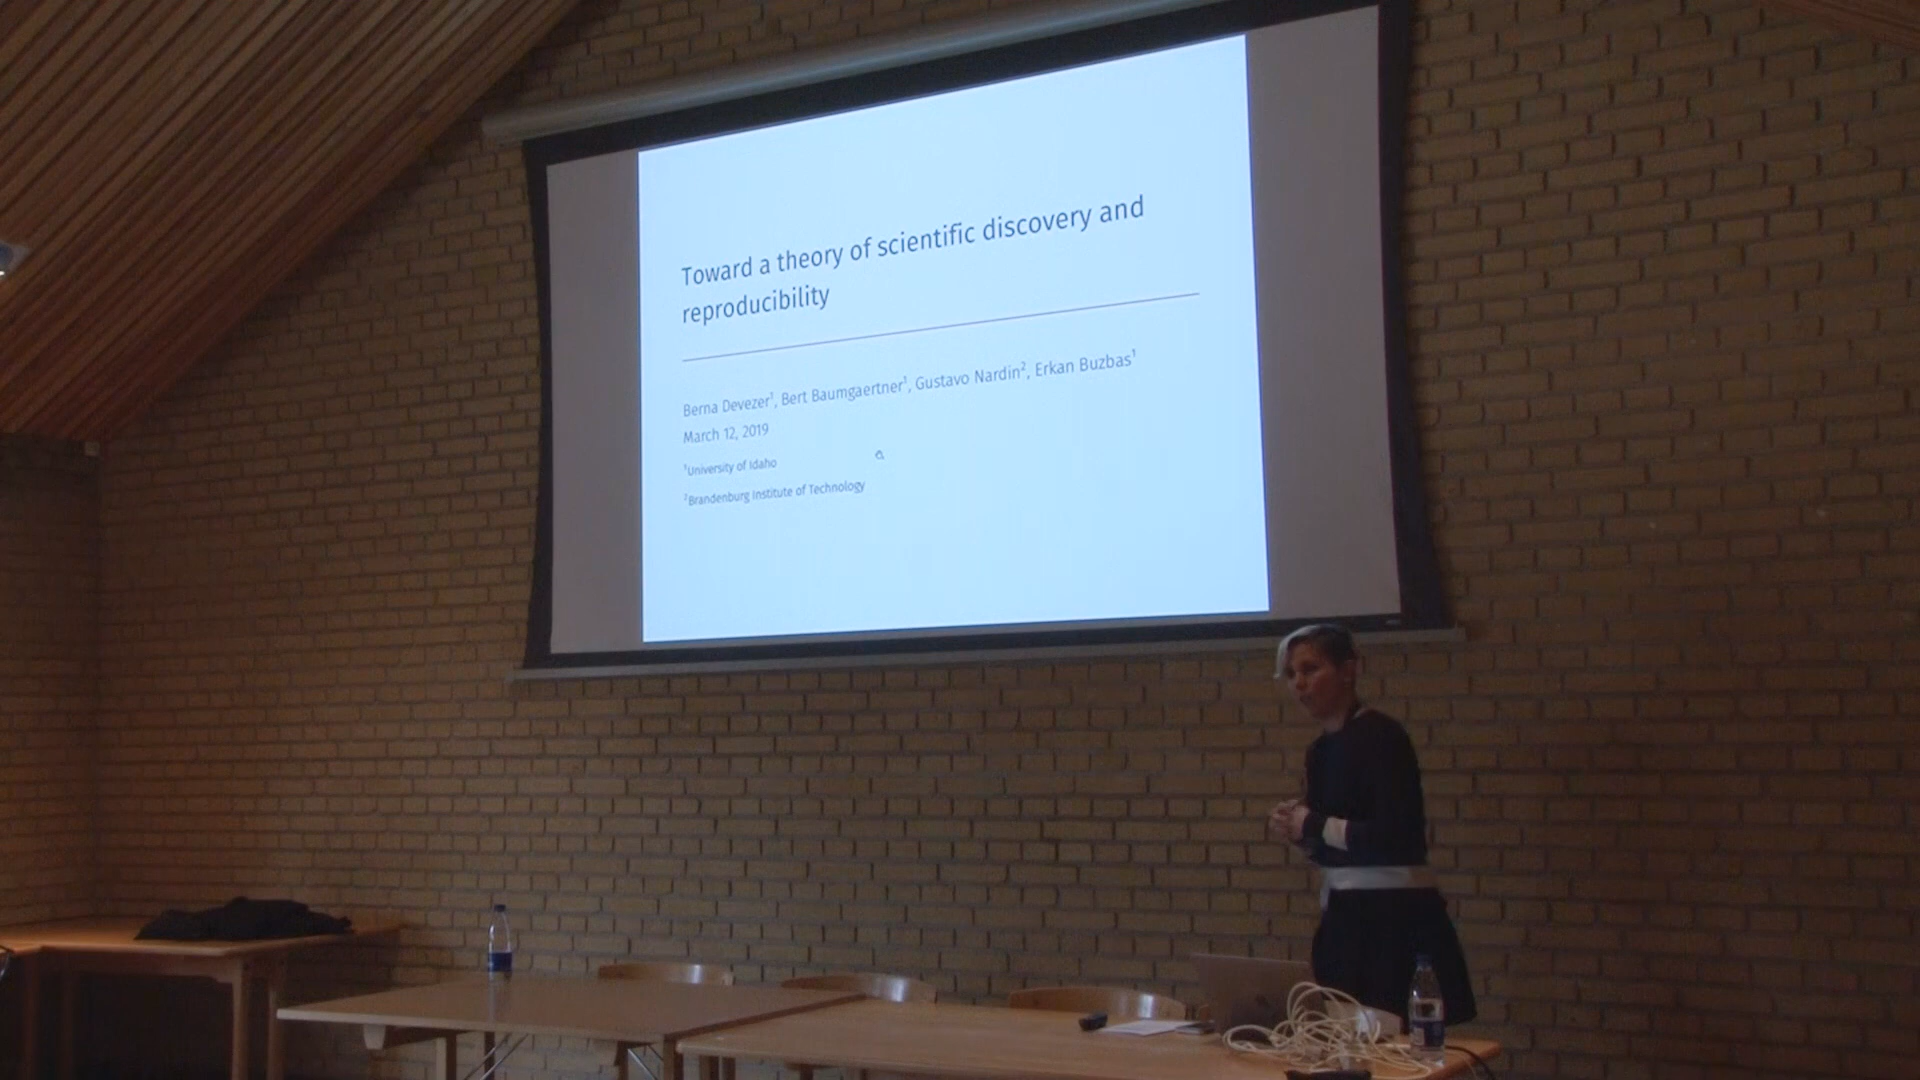 Toward a theory of scientific discovery and
reproducibility
Berna Devezer¹, Bert Baumgaertner¹, Gustavo Nardin², Erkan Buzbas¹
March 12, 2019
¹University of Idaho
²Brandenburg Institute of Technology